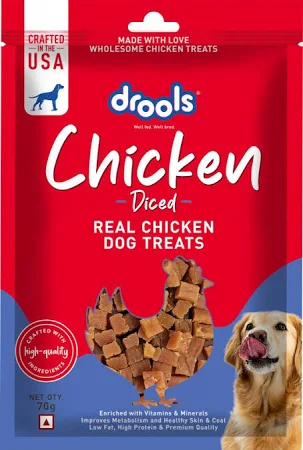 CRAFTED
IN THE
USA
MADE WITH LOVE
WHOLESOME CHICKEN TREATS
drools
Well fed. Well bred.
Chicken
Diced
REAL CHICKEN
DOG TREATS
CRAFTED WITH
high-quality
INGREDIENTS
NET QTY.
70g
Enriched with Vitamins & Minerals
Improves Metabolism and Healthy Skin & Coat
Low Fat, High Protein & Premium Quality